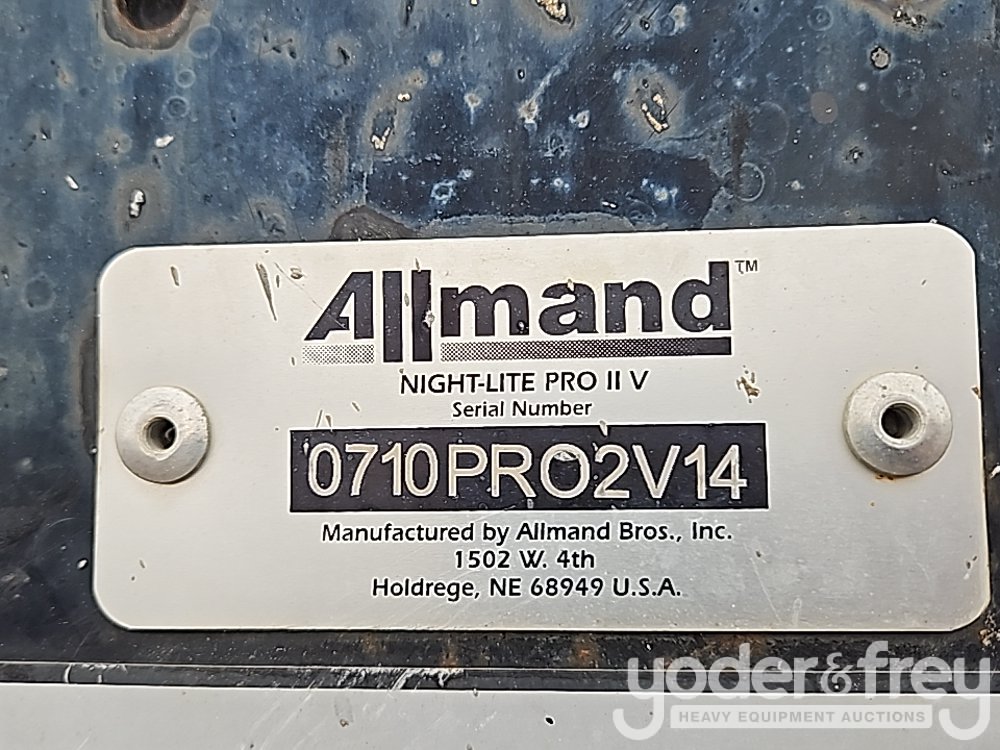 Allmand™
NIGHT-LITE PRO II V
Serial Number
0710PRO2V14
Manufactured by Allmand Bros., Inc.
1502 W. 4th
Holdrege, NE 68949 U.S.A.
yoder&frey
HEAVY EQUIPMENT AUCTIONS